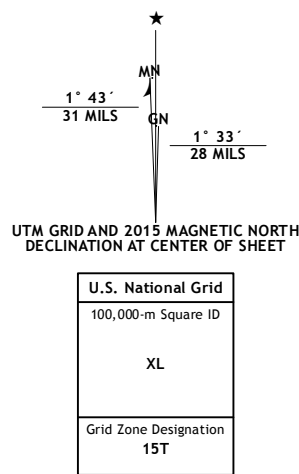 MN
1° 43´
31 MILS
GN
1° 33´
28 MILS
UTM GRID AND 2015 MAGNETIC NORTH
DECLINATION AT CENTER OF SHEET
U.S. National Grid
100,000-m Square ID
XL
Grid Zone Designation
15T